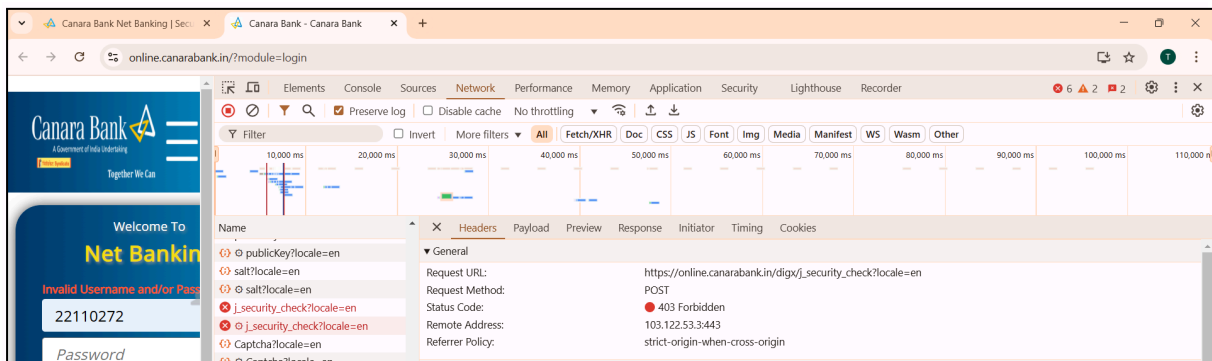 Canara Bank Net Banking | Secu
Canara Bank - Canara Bank
online.canarabank.in/?module=login
T
Elements Console Sources Network Performance Memory Application Security Lighthouse Recorder
6 2 2
Preserve log Disable cache No throttling
Filter Invert More filters All Fetch/XHR Doc CSS JS Font Img Media Manifest WS Wasm Other
10,000 ms 20,000 ms 30,000 ms 40,000 ms 50,000 ms 60,000 ms 70,000 ms 80,000 ms 90,000 ms 100,000 ms 110,000
Canara Bank
A Government of India Undertaking
Together We Can
Welcome To
Net Bankin
Invalid Username and/or Pass
22110272
Password
Name
publicKey?locale=en
salt?locale=en
salt?locale=en
j_security_check?locale=en
j_security_check?locale=en
Captcha?locale=en
Headers Payload Preview Response Initiator Timing Cookies
General
Request URL: https://online.canarabank.in/digx/j_security_check?locale=en
Request Method: POST
Status Code: 403 Forbidden
Remote Address: 103.122.53.3:443
Referrer Policy: strict-origin-when-cross-origin